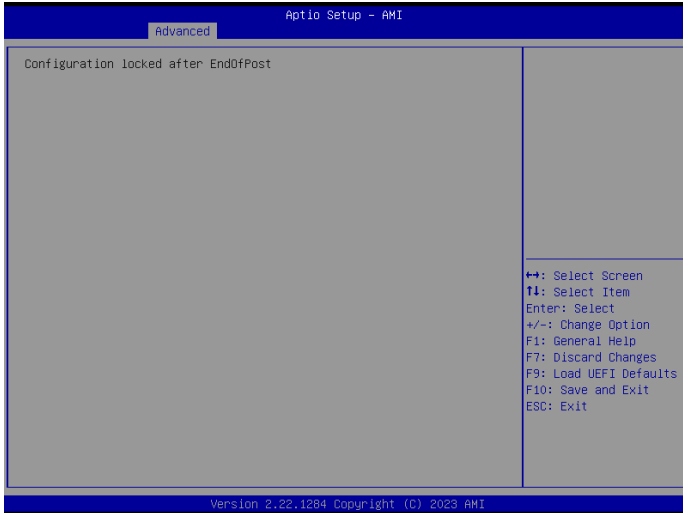 Aptio Setup – AMI
Advanced
Configuration locked after EndOfPost
↔: Select Screen
↑↓: Select Item
Enter: Select
+/-: Change Option
F1: General Help
F7: Discard Changes
F9: Load UEFI Defaults
F10: Save and Exit
ESC: Exit
Version 2.22.1284 Copyright (C) 2023 AMI